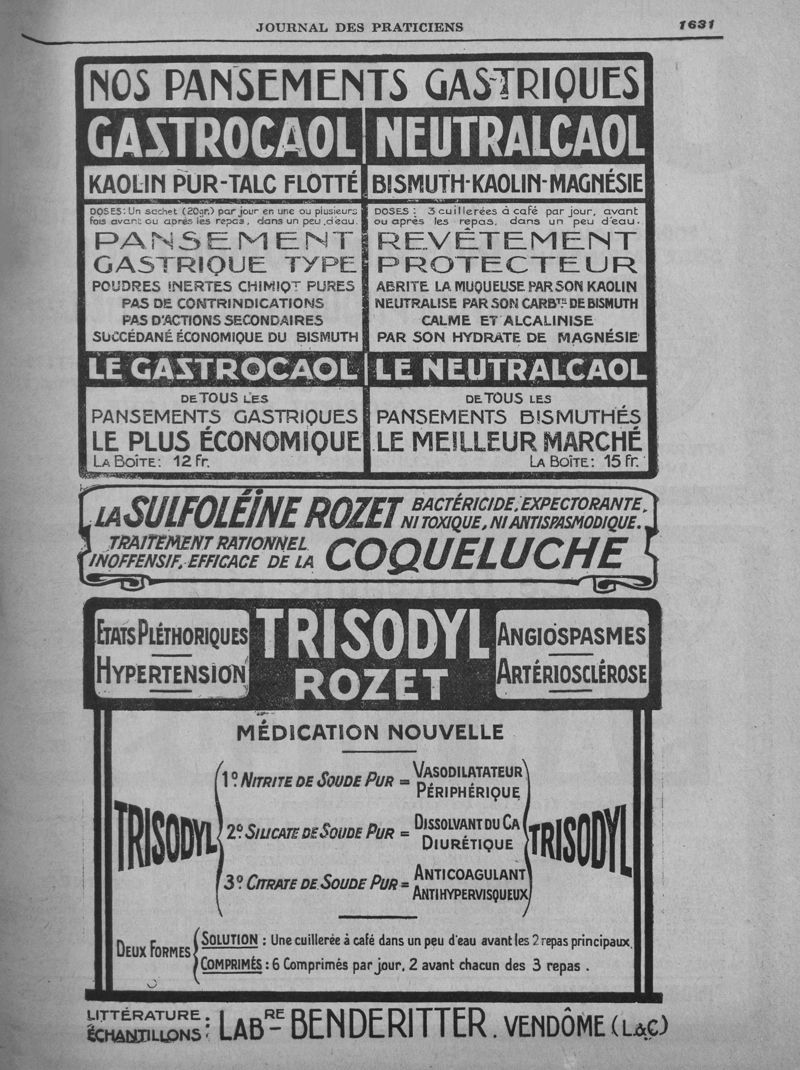 JOURNAL DES PRATICIENS
1631
NOS PANSEMENTS GASTRIQUES
GASTROCAOL
KAOLIN PUR-TALC FLOTTÉ
DOSES: Un sachet (20gr.) par jour en une ou plusieurs
fois avant ou après les repas, dans un peu d'eau.
PANSEMENT
GASTRIQUE TYPE
POUDRES INERTES CHIMIQT PURES
PAS DE CONTRINDICATIONS
PAS D'ACTIONS SECONDAIRES
SUCCÉDANÉ ÉCONOMIQUE DU BISMUTH
LE GASTROCAOL
DE TOUS LES
PANSEMENTS GASTRIQUES
LE PLUS ÉCONOMIQUE
LA BOÎTE: 12 Fr.
NEUTRALCAOL
BISMUTH-KAOLIN-MAGNÉSIE
DOSES: 3 cuillerées à café par jour, avant
ou après les repas, dans un peu d'eau.
REVÊTEMENT
PROTECTEUR
ABRITE LA MUQUEUSE PAR SON KAOLIN
NEUTRALISE PAR SON CARBTE DE BISMUTH
CALME ET ALCALINISE
PAR SON HYDRATE DE MAGNÉSIE
LE NEUTRALCAOL
DE TOUS LES
PANSEMENTS BISMUTHÉS
LE MEILLEUR MARCHÉ
LA BOÎTE: 15 fr.
LA SULFOLÉÏNE ROZET BACTÉRICIDE, EXPECTORANTE,
NI TOXIQUE, NI ANTISPASMODIQUE.
TRAITEMENT RATIONNEL
INOFFENSIF, EFFICACE DE LA COQUELUCHE
ETATS PLÉTHORIQUES
HYPERTENSION
TRISODYL
ROZET
ANGIOSPASMES
ARTÉRIOSCLÉROSE
MÉDICATION NOUVELLE
TRISODYL
1º. NITRITE DE SOUDE PUR = VASODILATATEUR
PÉRIPHÉRIQUE
2º. SILICATE DE SOUDE PUR = DISSOLVANT DU CA
DIURÉTIQUE
3º. CITRATE DE SOUDE PUR = ANTICOAGULANT
ANTIHYPERVISQUEUX
TRISODYL
DEUX FORMES
SOLUTION : Une cuillerée à café dans un peu d'eau avant les 2 repas principaux.
COMPRIMÉS : 6 Comprimés par jour, 2 avant chacun des 3 repas .
LITTÉRATURE :
ÉCHANTILLONS : LABRE BENDERITTER. VENDÔME (L.&C.)